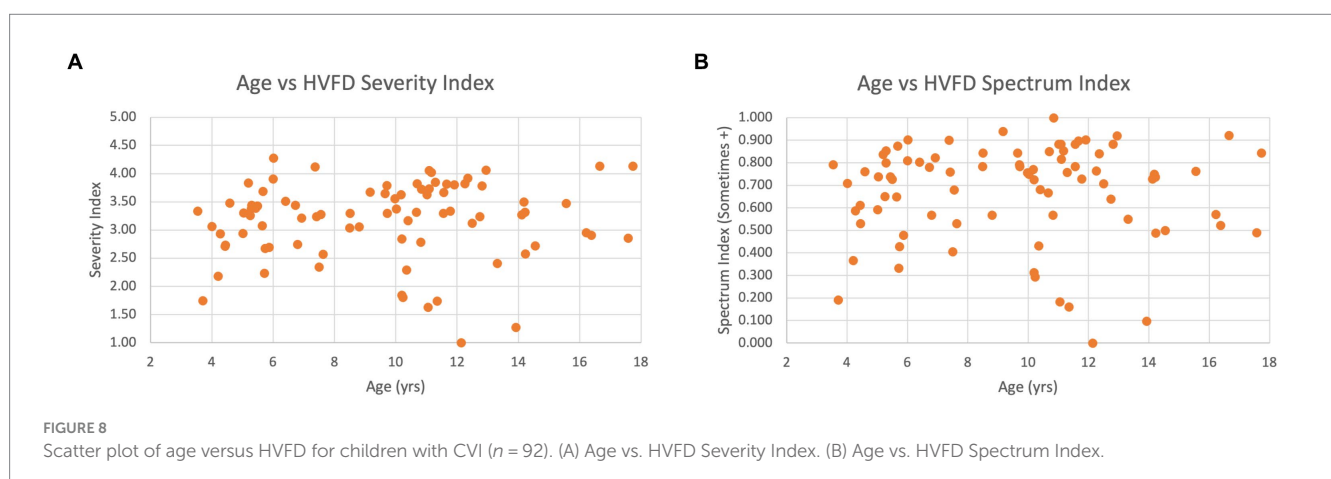 A
Age vs HVFD Severity Index
5.00
4.50
4.00
3.50
3.00
2.50
2.00
1.50
1.00
Severity Index
2 4 6 8 10 12 14 16 18
Age (yrs)
B
Age vs HVFD Spectrum Index
1.000
0.900
0.800
0.700
0.600
0.500
0.400
0.300
0.200
0.100
0.000
Spectrum Index (Sometimes +)
2 4 6 8 10 12 14 16 18
Age (yrs)
FIGURE 8
Scatter plot of age versus HVFD for children with CVI (n = 92). (A) Age vs. HVFD Severity Index. (B) Age vs. HVFD Spectrum Index.